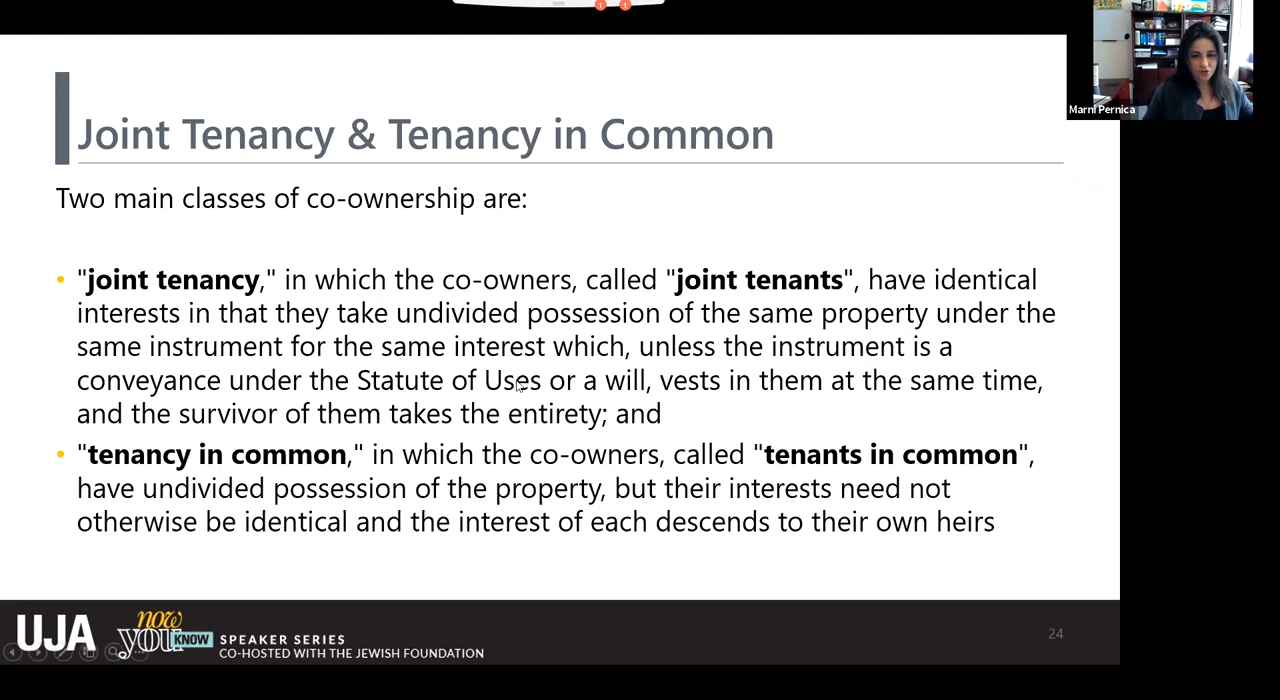 Marni Pernica
Joint Tenancy & Tenancy in Common
Two main classes of co-ownership are:
• "joint tenancy," in which the co-owners, called "joint tenants", have identical
interests in that they take undivided possession of the same property under the
same instrument for the same interest which, unless the instrument is a
conveyance under the Statute of Uses or a will, vests in them at the same time,
and the survivor of them takes the entirety; and
• "tenancy in common," in which the co-owners, called "tenants in common",
have undivided possession of the property, but their interests need not
otherwise be identical and the interest of each descends to their own heirs
24
UJA
now
you KNOW
SPEAKER SERIES
CO-HOSTED WITH THE JEWISH FOUNDATION